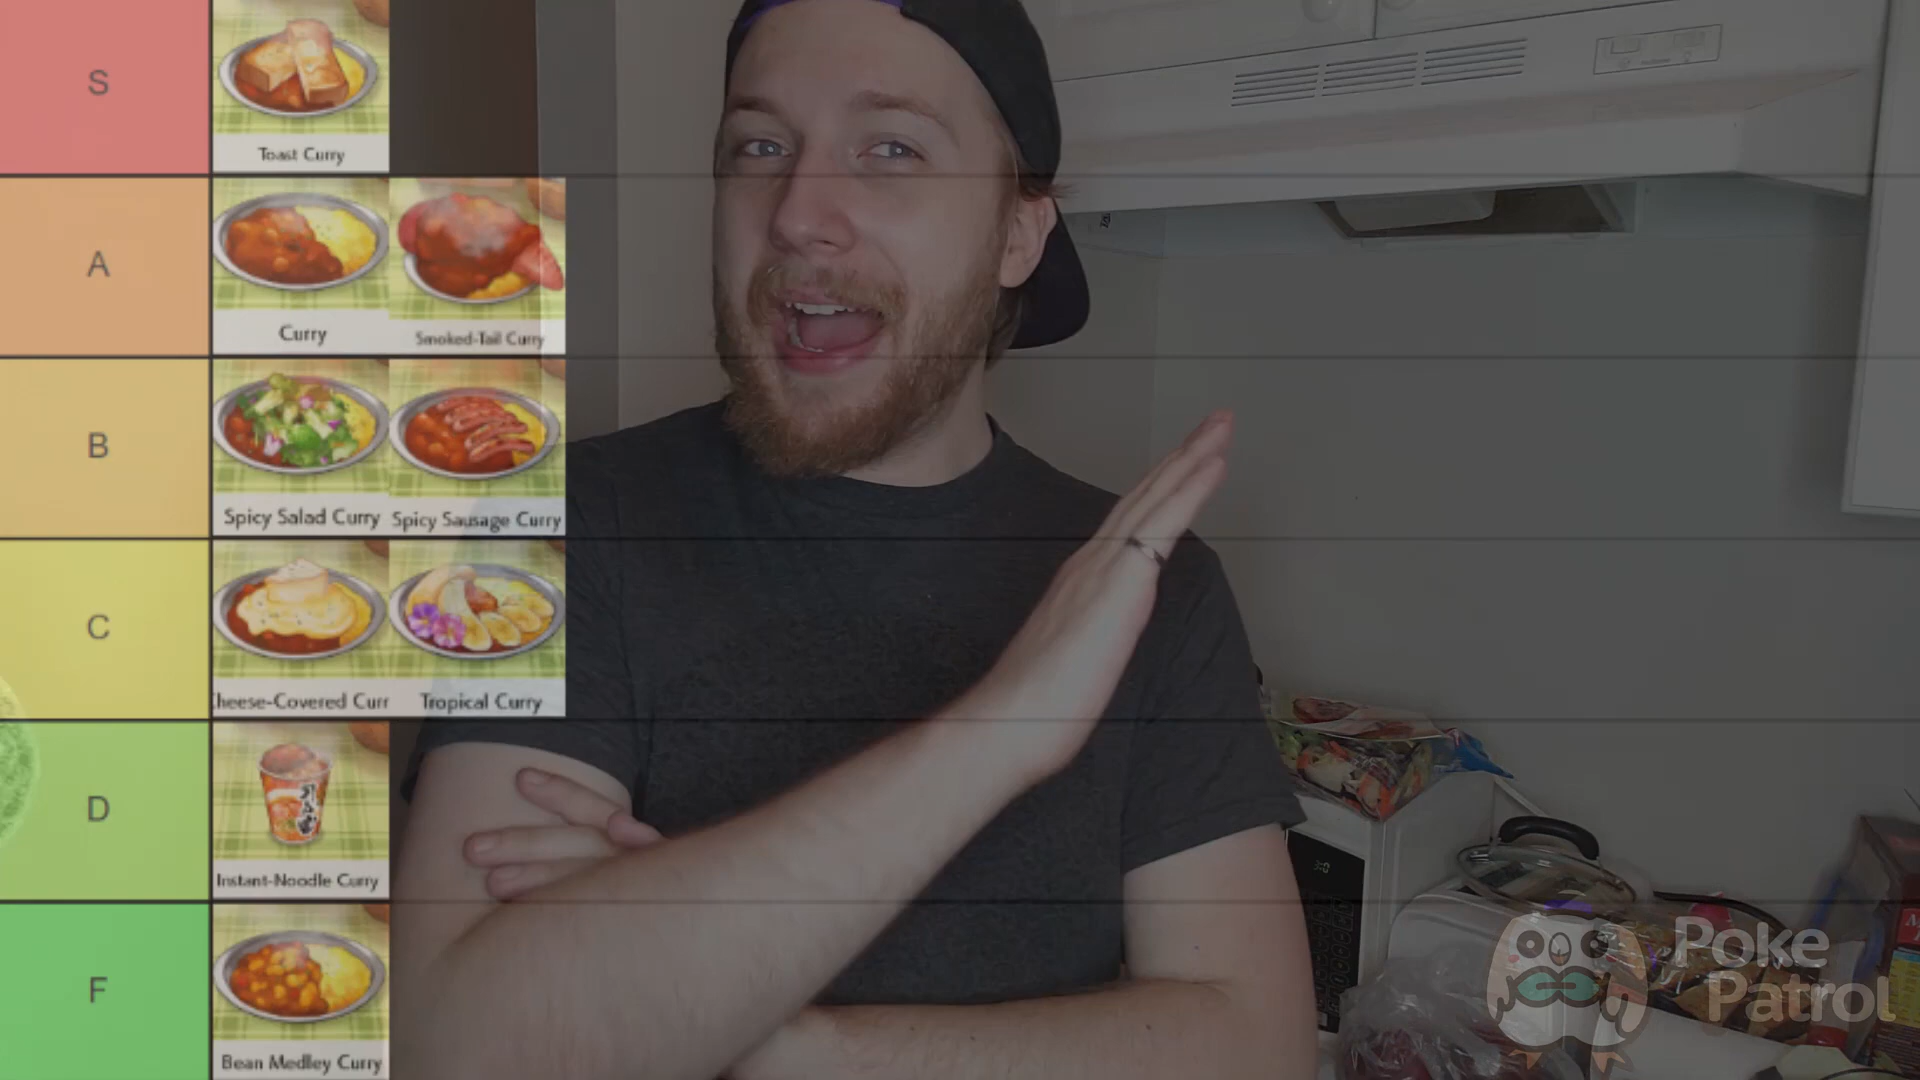 S
Toast Curry
A
Curry
Smoked-Tail Curry
B
Spicy Salad Curry
Spicy Sausage Curry
C
Cheese-Covered Curr
Tropical Curry
D
Instant-Noodle Curry
F
Bean Medley Curry
Poke
Patrol